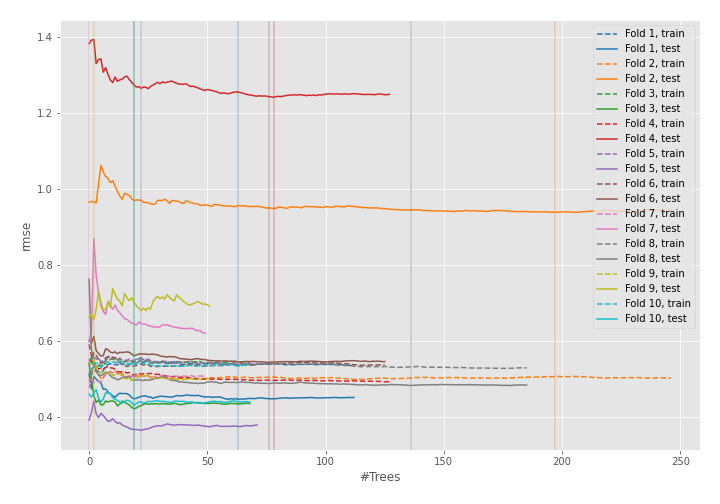 1.4
1.2
1.0
0.8
0.6
0.4
rmse
0
50
100
150
200
250
#Trees
Fold 1, train
Fold 1, test
Fold 2, train
Fold 2, test
Fold 3, train
Fold 3, test
Fold 4, train
Fold 4, test
Fold 5, train
Fold 5, test
Fold 6, train
Fold 6, test
Fold 7, train
Fold 7, test
Fold 8, train
Fold 8, test
Fold 9, train
Fold 9, test
Fold 10, train
Fold 10, test